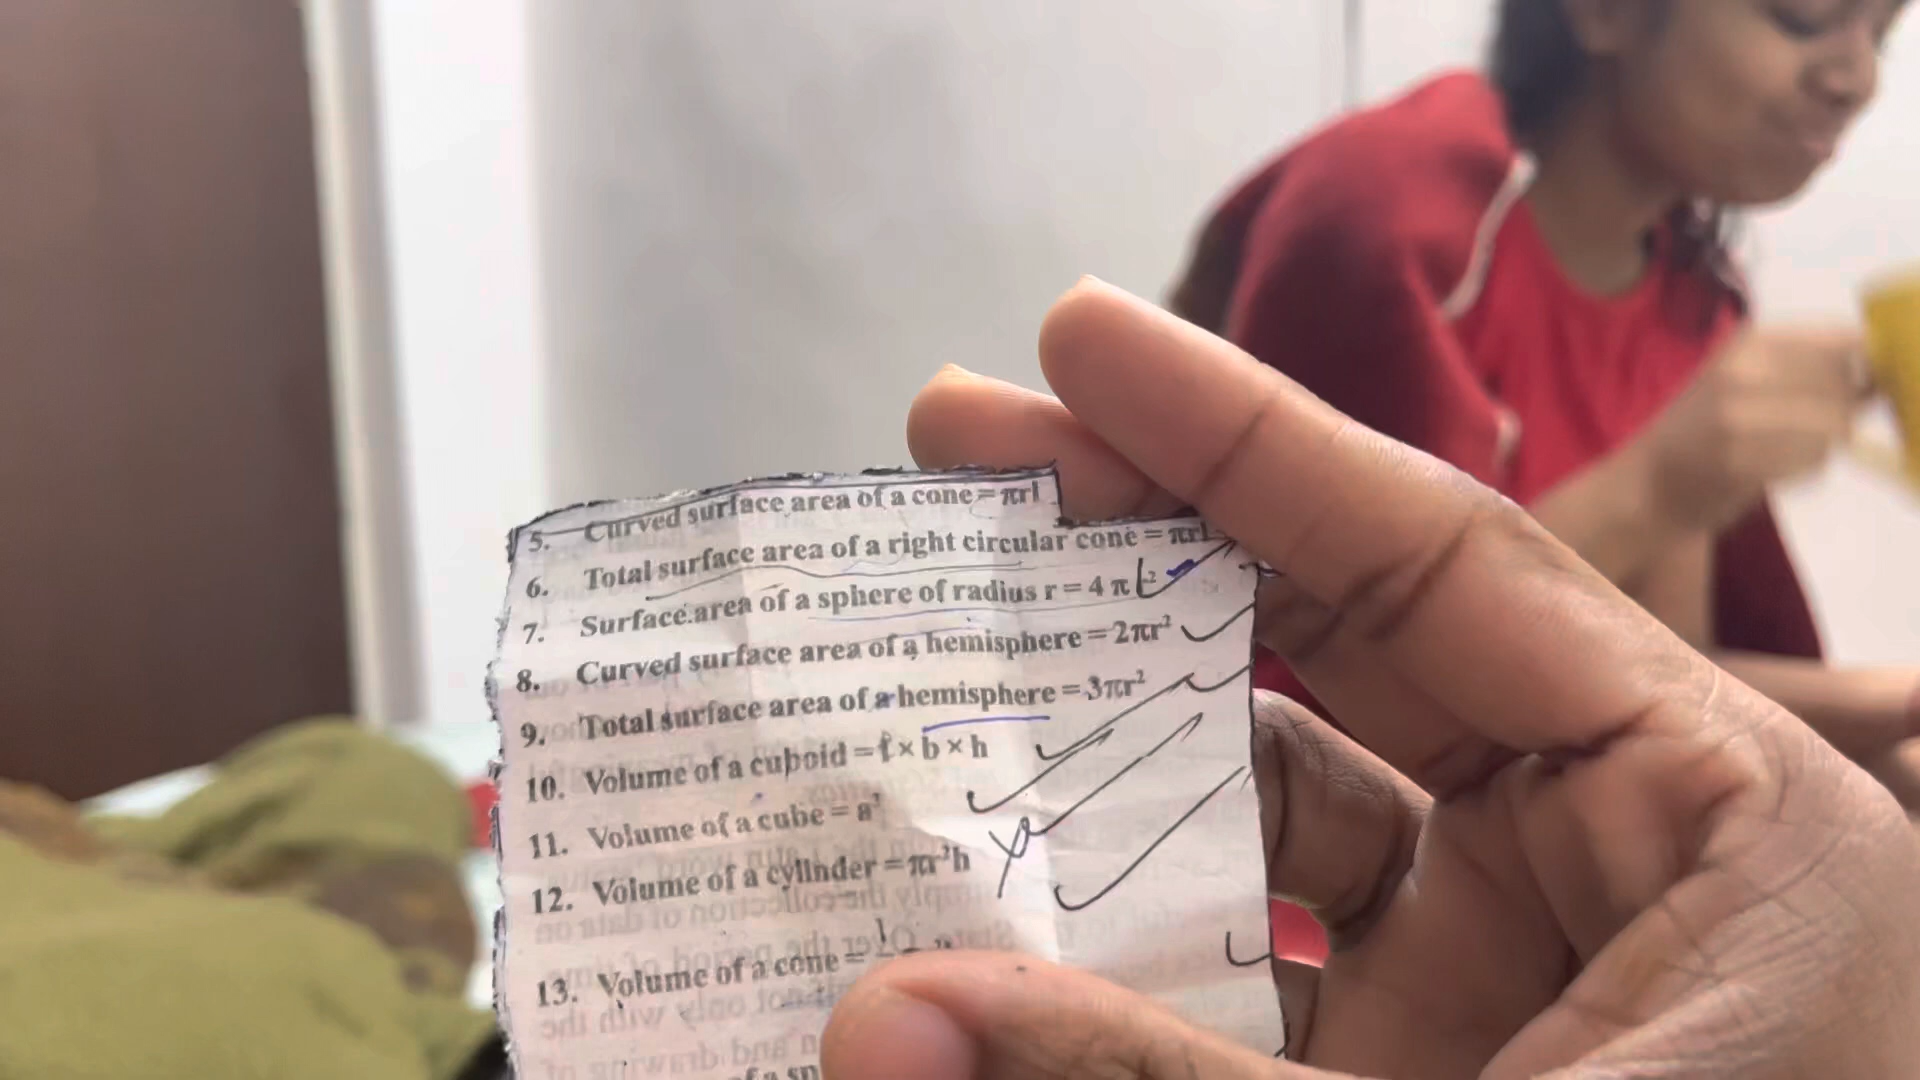 5. Curved surface area of a cone = πrl
6. Total surface area of a right circular cone = πrl
7. Surface area of a sphere of radius r = 4 π r²
8. Curved surface area of a hemisphere = 2πr²
9. Total surface area of a hemisphere = 3πr²
10. Volume of a cuboid = ℓ × b × h
11. Volume of a cube = a³
12. Volume of a cylinder = πr²h
13. Volume of a cone = 1